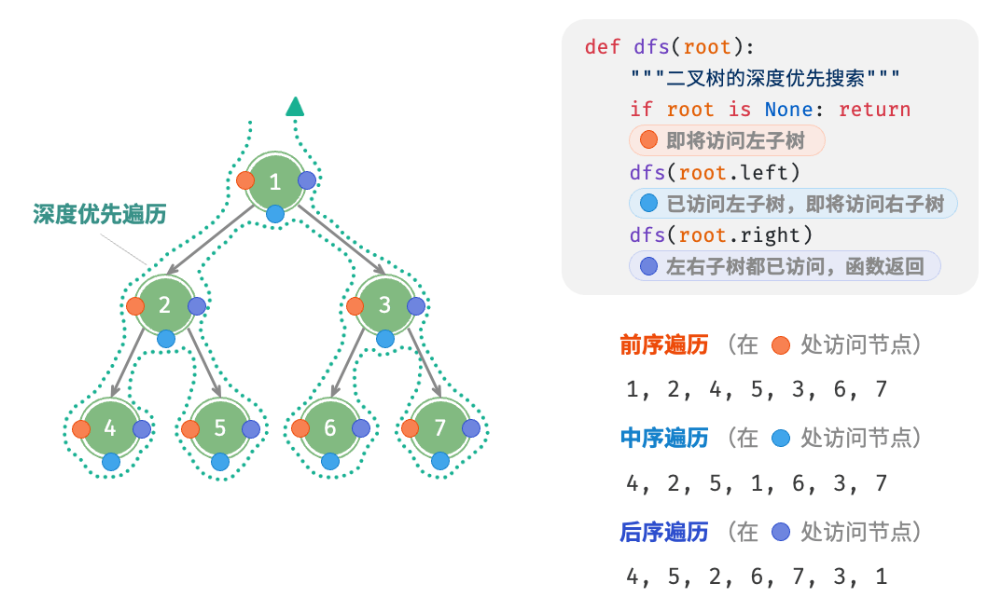 深度优先遍历
1
2
3
4
5
6
7
def dfs(root):
"""二叉树的深度优先搜索"""
if root is None: return
即将访问左子树
dfs(root.left)
已访问左子树，即将访问右子树
dfs(root.right)
左右子树都已访问，函数返回
前序遍历（在 处访问节点）
1, 2, 4, 5, 3, 6, 7
中序遍历（在 处访问节点）
4, 2, 5, 1, 6, 3, 7
后序遍历（在 处访问节点）
4, 5, 2, 6, 7, 3, 1